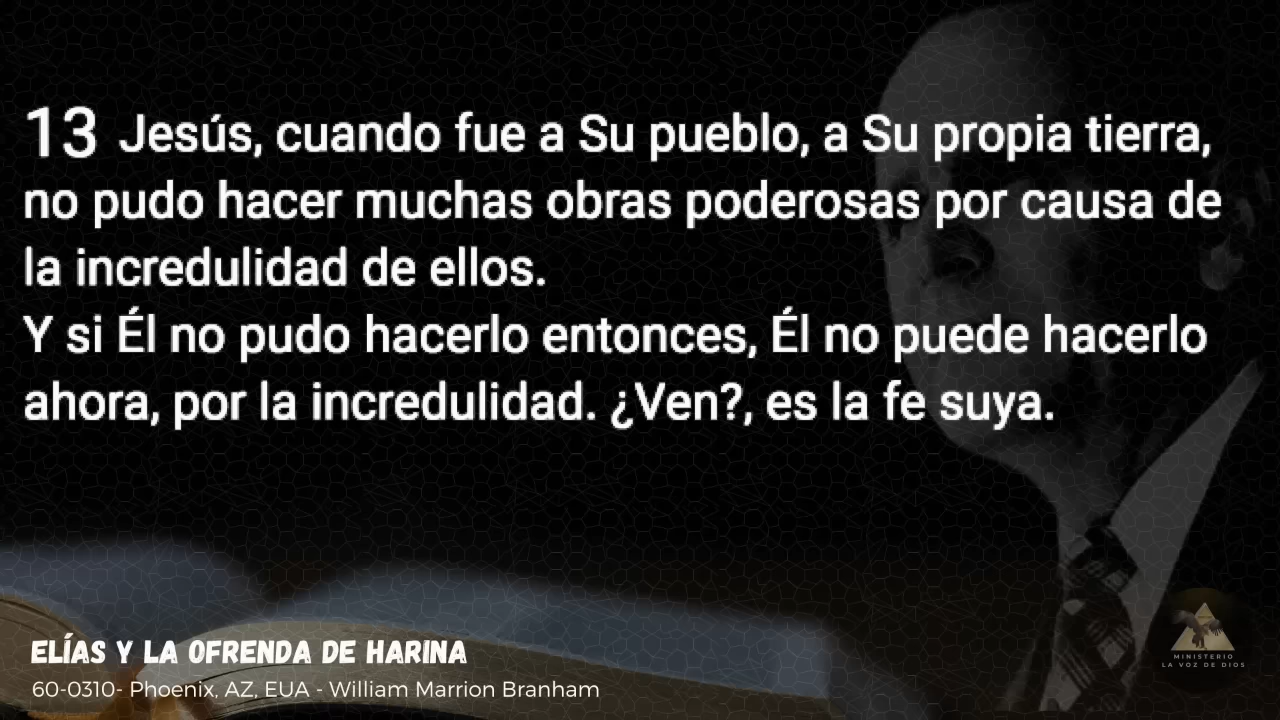 13 Jesús, cuando fue a Su pueblo, a Su propia tierra,
no pudo hacer muchas obras poderosas por causa de
la incredulidad de ellos.
Y si Él no pudo hacerlo entonces, Él no puede hacerlo
ahora, por la incredulidad. ¿Ven?, es la fe suya.
ELÍAS Y LA OFRENDA DE HARINA
60-0310- Phoenix, AZ, EUA - William Marrion Branham
MINISTERIO
LA VOZ DE DIOS